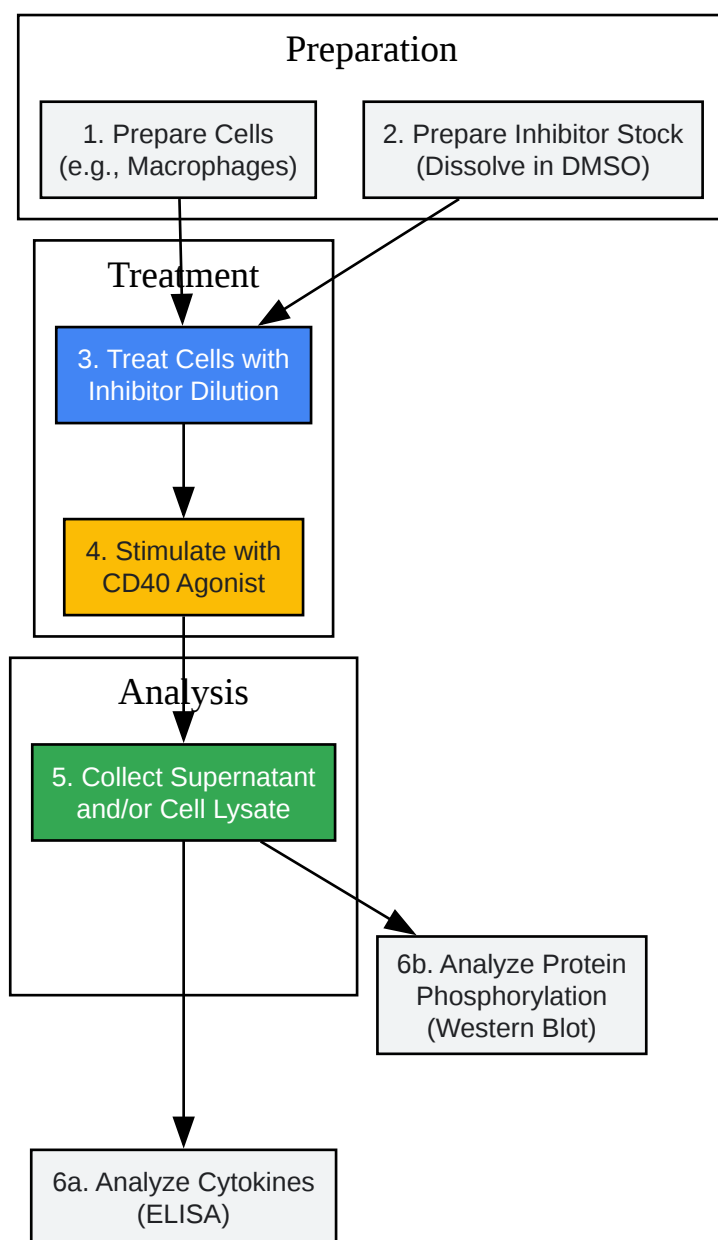 Preparation
1. Prepare Cells
(e.g., Macrophages)
2. Prepare Inhibitor Stock
(Dissolve in DMSO)
Treatment
3. Treat Cells with
Inhibitor Dilution
4. Stimulate with
CD40 Agonist
Analysis
5. Collect Supernatant
and/or Cell Lysate
6b. Analyze Protein
Phosphorylation
(Western Blot)
6a. Analyze Cytokines
(ELISA)